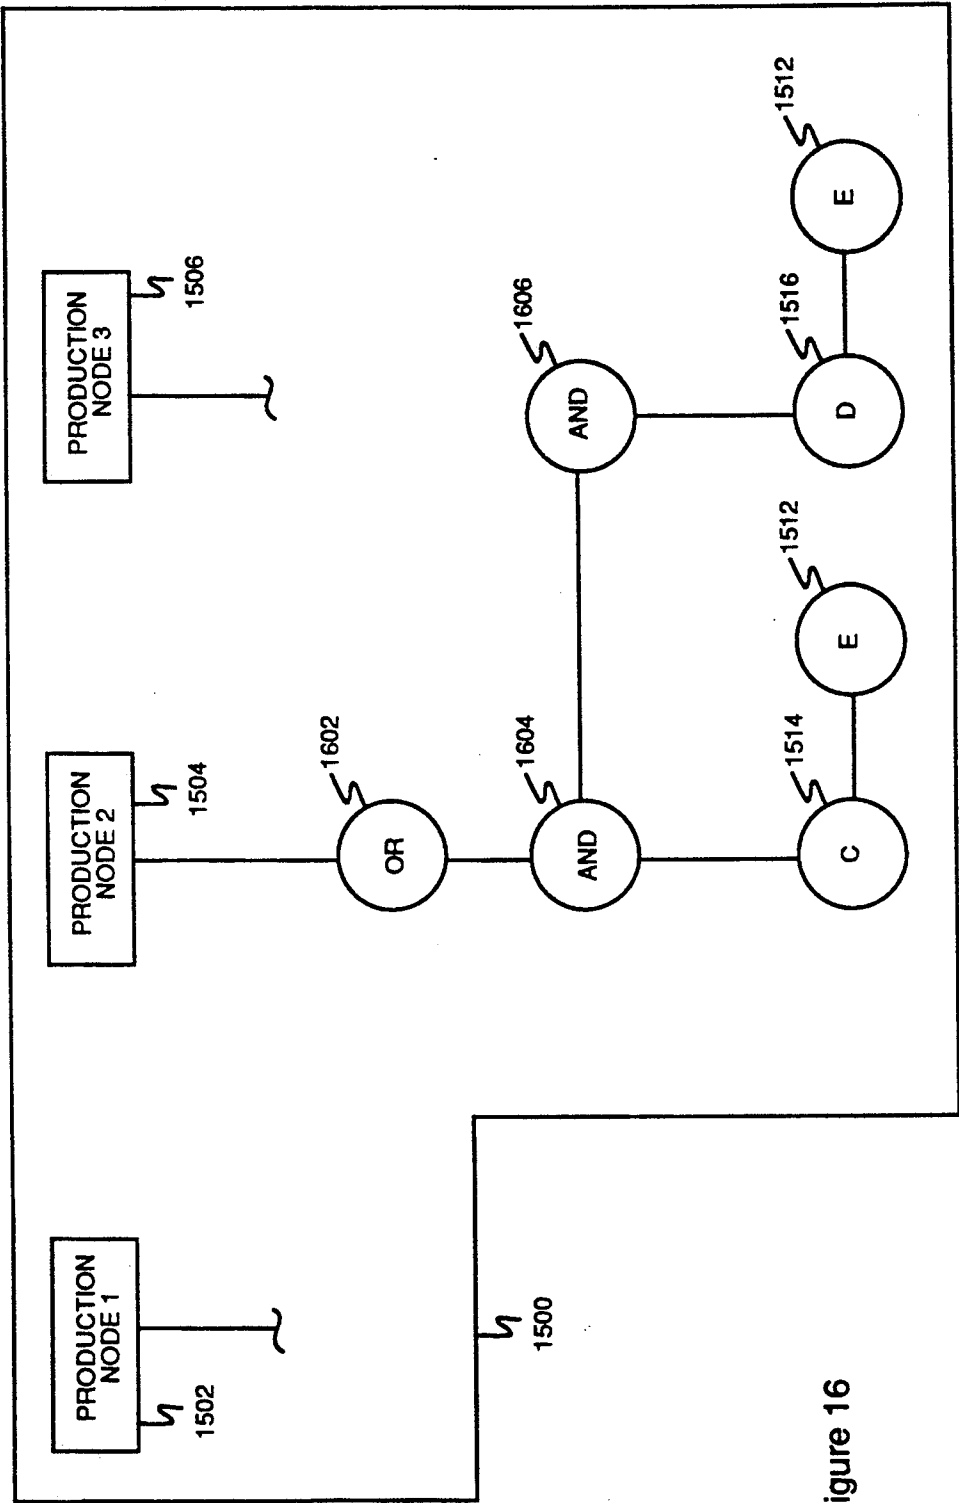 PRODUCTION
NODE 1
1502
PRODUCTION
NODE 2
1504
PRODUCTION
NODE 3
1506
OR
1602
AND
1604
AND
1606
C
1514
E
1512
D
1516
E
1512
1500
igure 16